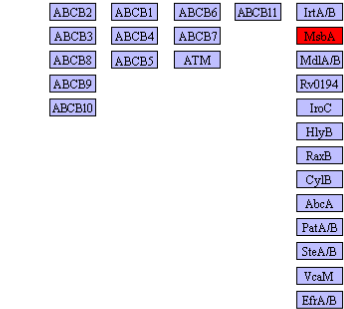 ABCB2 ABCB1 ABCB6 ABCB11 IrtA/B
ABCB3 ABCB4 ABCB7 MsbA
ABCB8 ABCB5 ATM MdlA/B
ABCB9 Rv0194
ABCB10 IroC
HlyB
RaxB
CylB
AbcA
PatA/B
SteA/B
VcaM
EfrA/B